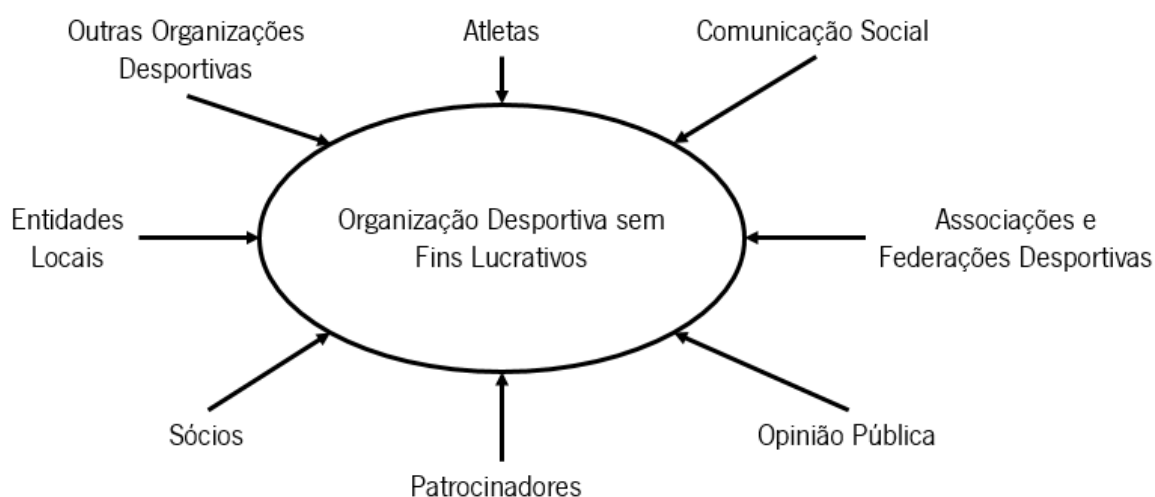 Outras Organizações
Desportivas
Atletas
Comunicação Social
Entidades
Locais
Organização Desportiva sem
Fins Lucrativos
Associações e
Federações Desportivas
Sócios
Patrocinadores
Opinião Pública